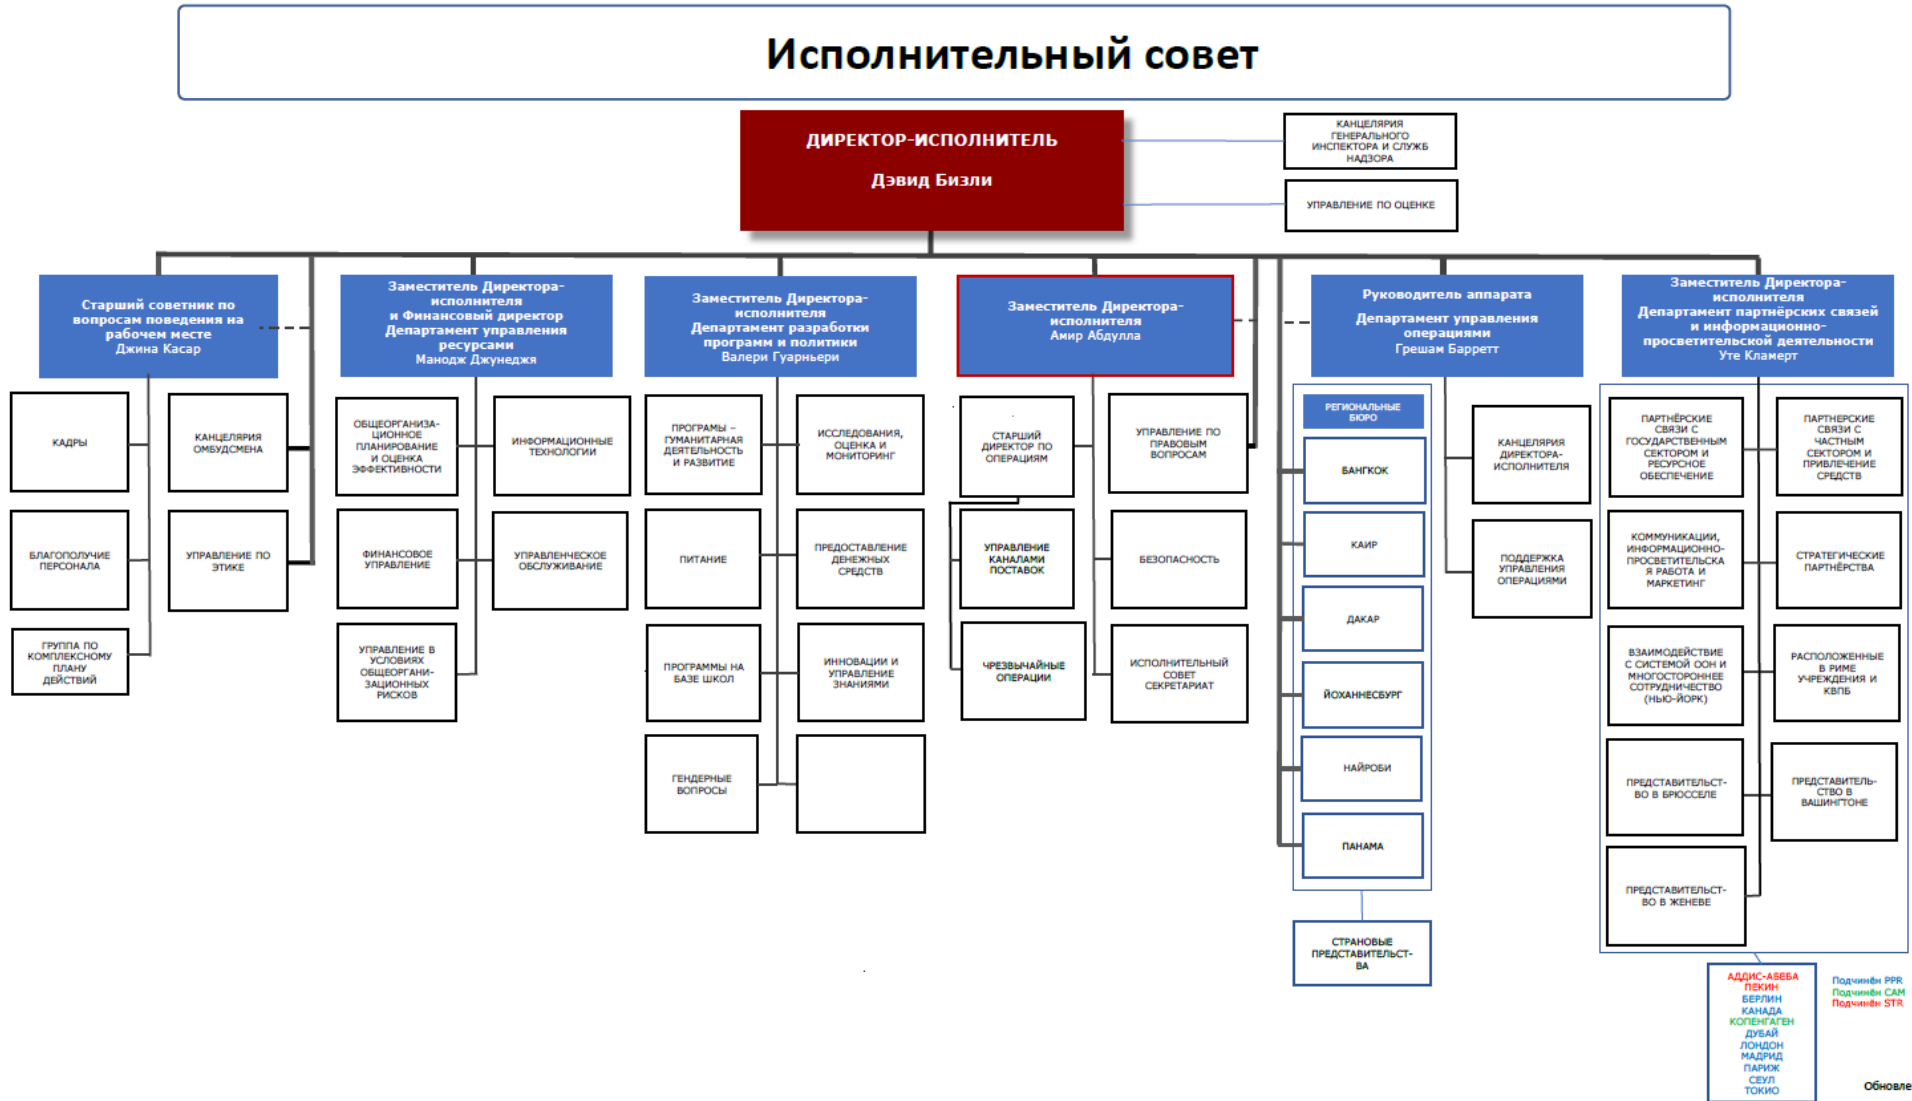 Исполнительный совет
ДИРЕКТОР-ИСПОЛНИТЕЛЬ
Дэвид Бизли
КАНЦЕЛЯРИЯ
ГЕНЕРАЛЬНОГО
ИНСПЕКТОРА И СЛУЖБ
НАДЗОРА
УПРАВЛЕНИЕ ПО ОЦЕНКЕ
Старший советник по
вопросам поведения на
рабочем месте
Джина Касар
Заместитель Директора-
исполнителя
и Финансовый директор
Департамент управления
ресурсами
Манодж Джунеджя
Заместитель Директора-
исполнителя
Департамент разработки
программ и политики
Валери Гуарньери
Заместитель Директора-
исполнителя
Амир Абдулла
Руководитель аппарата
Департамент управления
операциями
Грешам Барретт
Заместитель Директора-
исполнителя
Департамент партнёрских связей
и информационно-
просветительской деятельности
Уте Кламерт
КАДРЫ
КАНЦЕЛЯРИЯ
ОМБУДСМЕНА
БЛАГОПОЛУЧИЕ
ПЕРСОНАЛА
УПРАВЛЕНИЕ ПО
ЭТИКЕ
ГРУППА ПО
КОМПЛЕКСНОМУ
ПЛАНУ
ДЕЙСТВИЙ
ОБЩЕОРГАНИЗА-
ЦИОННОЕ
ПЛАНИРОВАНИЕ
И ОЦЕНКА
ЭФФЕКТИВНОСТИ
ИНФОРМАЦИОННЫЕ
ТЕХНОЛОГИИ
ФИНАНСОВОЕ
УПРАВЛЕНИЕ
УПРАВЛЕНЧЕСКОЕ
ОБСЛУЖИВАНИЕ
УПРАВЛЕНИЕ В
УСЛОВИЯХ
ОБЩЕОРГАНИ-
ЗАЦИОННЫХ
РИСКОВ
ПРОГРАМЫ –
ГУМАНИТАРНАЯ
ДЕЯТЕЛЬНОСТЬ
И РАЗВИТИЕ
ИССЛЕДОВАНИЯ,
ОЦЕНКА И
МОНИТОРИНГ
ПИТАНИЕ
ПРЕДОСТАВЛЕНИЕ
ДЕНЕЖНЫХ
СРЕДСТВ
ПРОГРАММЫ НА
БАЗЕ ШКОЛ
ИННОВАЦИИ И
УПРАВЛЕНИЕ
ЗНАНИЯМИ
ГЕНДЕРНЫЕ
ВОПРОСЫ
СТАРШИЙ
ДИРЕКТОР ПО
ОПЕРАЦИЯМ
УПРАВЛЕНИЕ ПО
ПРАВОВЫМ
ВОПРОСАМ
УПРАВЛЕНИЕ
КАНАЛАМИ
ПОСТАВОК
БЕЗОПАСНОСТЬ
ЧРЕЗВЫЧАЙНЫЕ
ОПЕРАЦИИ
ИСПОЛНИТЕЛЬНЫЙ
СОВЕТ
СЕКРЕТАРИАТ
РЕГИОНАЛЬНЫЕ
БЮРО
БАНГКОК
КАИР
ДАКАР
ЙОХАННЕСБУРГ
НАЙРОБИ
ПАНАМА
СТРАНОВЫЕ
ПРЕДСТАВИТЕЛЬСТ-
ВА
КАНЦЕЛЯРИЯ
ДИРЕКТОРА-
ИСПОЛНИТЕЛЯ
ПОДДЕРЖКА
УПРАВЛЕНИЯ
ОПЕРАЦИЯМИ
ПАРТНЁРСКИЕ
СВЯЗИ С
ГОСУДАРСТВЕННЫМ
СЕКТОРОМ И
РЕСУРСНОЕ
ОБЕСПЕЧЕНИЕ
ПАРТНЕРСКИЕ
СВЯЗИ С
ЧАСТНЫМ
СЕКТОРОМ И
ПРИВЛЕЧЕНИЕ
СРЕДСТВ
КОММУНИКАЦИИ,
ИНФОРМАЦИОННО-
ПРОСВЕТИТЕЛЬСКА
Я РАБОТА И
МАРКЕТИНГ
СТРАТЕГИЧЕСКИЕ
ПАРТНЁРСТВА
ВЗАИМОДЕЙСТВИЕ
С СИСТЕМОЙ ООН И
МНОГОСТОРОННЕЕ
СОТРУДНИЧЕСТВО
(НЬЮ-ЙОРК)
РАСПОЛОЖЕННЫЕ
В РИМЕ
УЧРЕЖДЕНИЯ И
КВПБ
ПРЕДСТАВИТЕЛЬСТ-
ВО В БРЮССЕЛЕ
ПРЕДСТАВИТЕЛЬ-
СТВО В
ВАШИНГТОНЕ
ПРЕДСТАВИТЕЛЬСТ-
ВО В ЖЕНЕВЕ
АДДИС-АБЕБА
ПЕКИН
БЕРЛИН
КАНАДА
КОПЕНГАГЕН
ДУБАЙ
ЛОНДОН
МАДРИД
ПАРИЖ
СЕУЛ
ТОКИО
Подчинён PPR
Подчинён CAM
Подчинён STR
Обновле